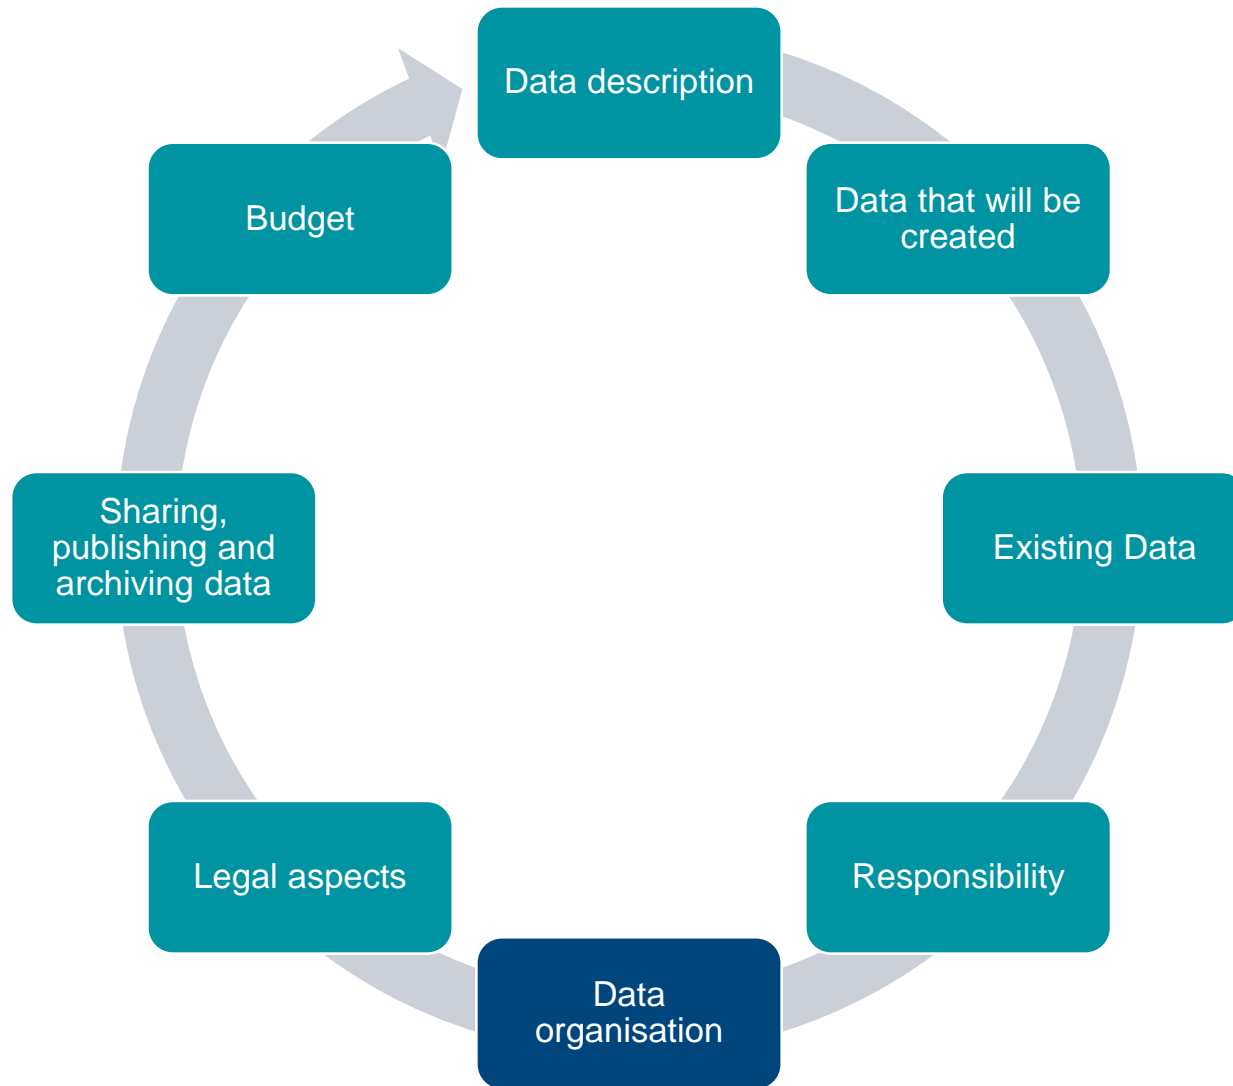 Data description
Data that will be
created
Existing Data
Responsibility
Data
organisation
Legal aspects
Sharing,
publishing and
archiving data
Budget